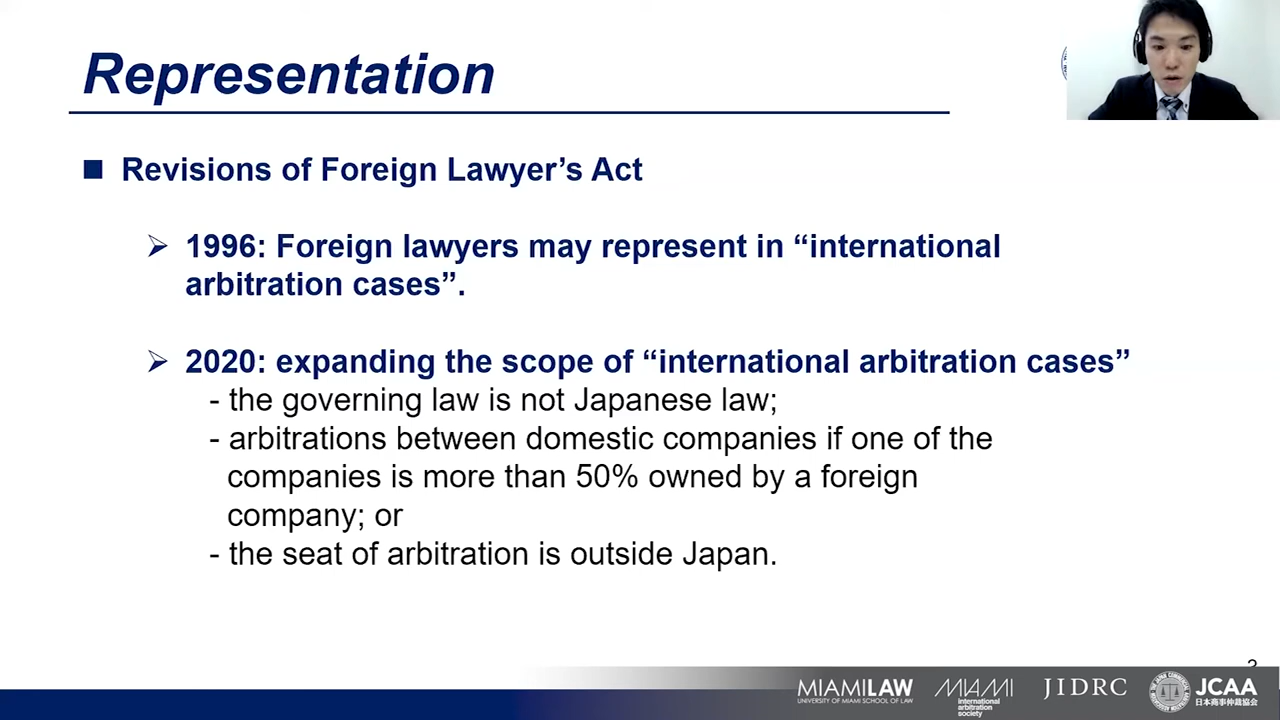 Representation
■ Revisions of Foreign Lawyer’s Act
➢ 1996: Foreign lawyers may represent in “international
arbitration cases”.
➢ 2020: expanding the scope of “international arbitration cases”
- the governing law is not Japanese law;
- arbitrations between domestic companies if one of the
companies is more than 50% owned by a foreign
company; or
- the seat of arbitration is outside Japan.
MIAMILAW
UNIVERSITY OF MIAMI SCHOOL OF LAW
MIAMI
international
arbitration
society
JIDRC
JCAA
日本商事仲裁協会